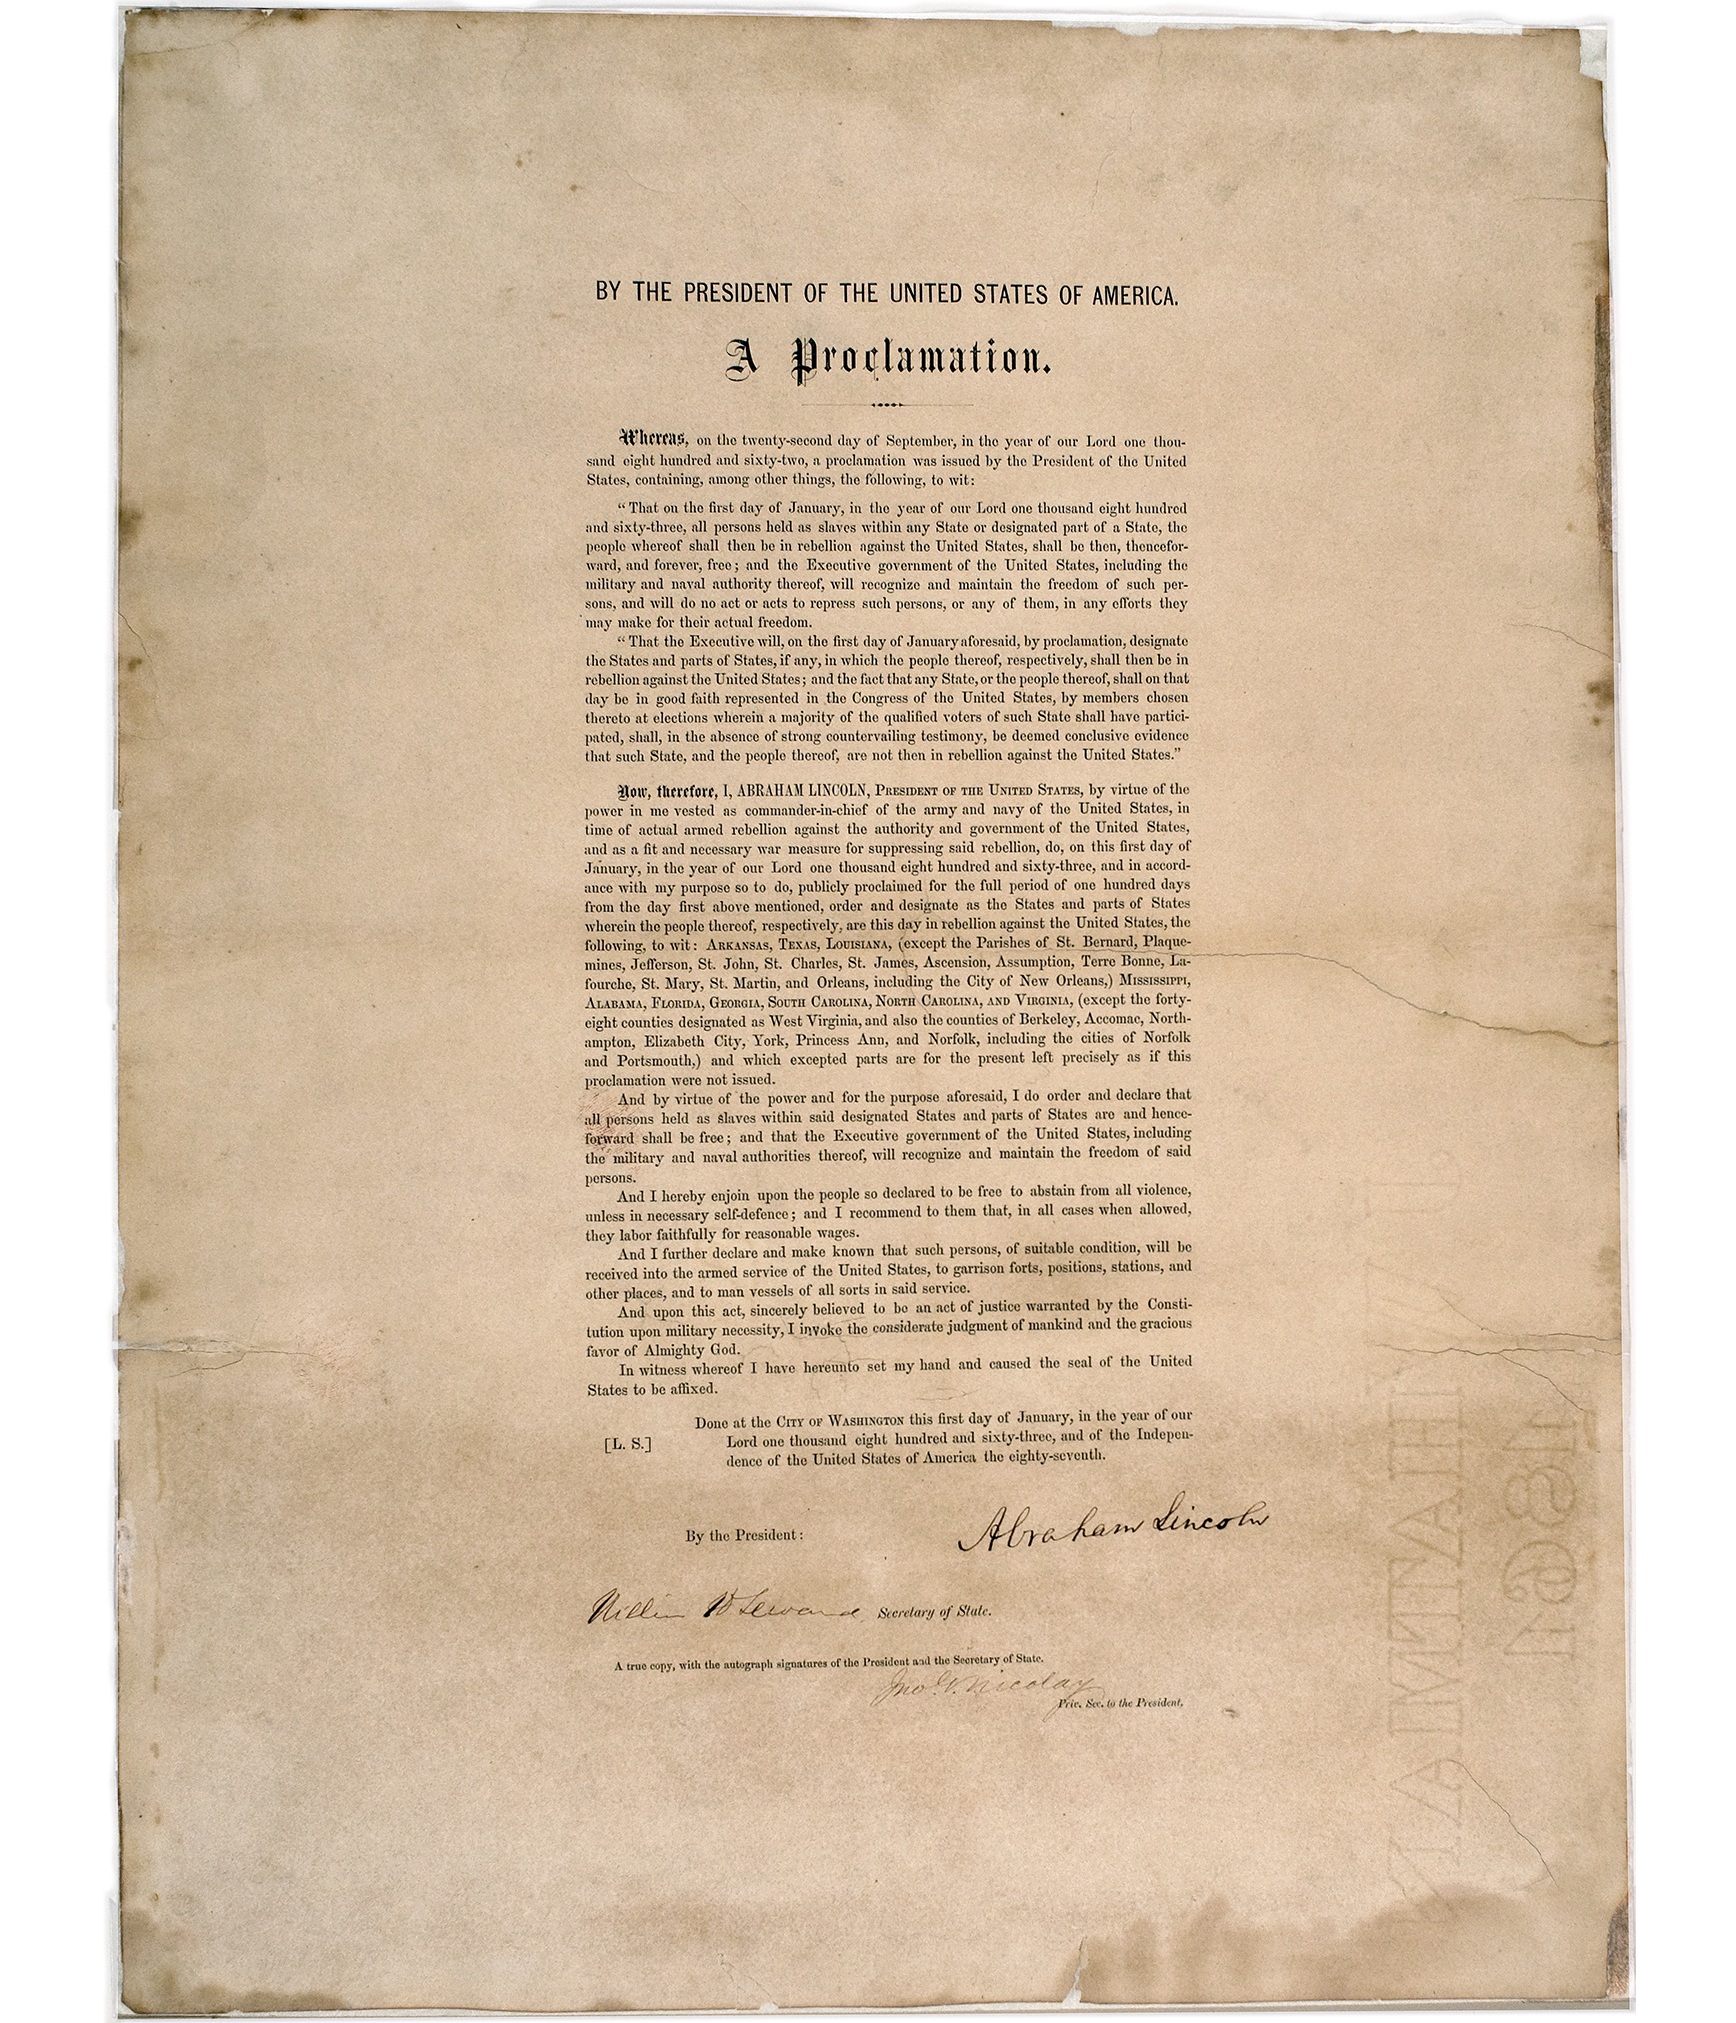 BY THE PRESIDENT OF THE UNITED STATES OF AMERICA.
A Proclamation.
Whereas, on the twenty-second day of September, in the year of our Lord one thou-
sand eight hundred and sixty-two, a proclamation was issued by the President of the United
States, containing, among other things, the following, to wit:
“ That on the first day of January, in the year of our Lord one thousand eight hundred
and sixty-three, all persons held as slaves within any State or designated part of a State, the
people whereof shall then be in rebellion against the United States, shall be then, thencefor-
ward, and forever, free; and the Executive government of the United States, including the
military and naval authority thereof, will recognize and maintain the freedom of such per-
sons, and will do no act or acts to repress such persons, or any of them, in any efforts they
may make for their actual freedom.
“ That the Executive will, on the first day of January aforesaid, by proclamation, designate
the States and parts of States, if any, in which the people thereof, respectively, shall then be in
rebellion against the United States; and the fact that any State, or the people thereof, shall on that
day be in good faith represented in the Congress of the United States, by members chosen
thereto at elections wherein a majority of the qualified voters of such State shall have partici-
pated, shall, in the absence of strong countervailing testimony, be deemed conclusive evidence
that such State, and the people thereof, are not then in rebellion against the United States.”
Now, therefore, I, ABRAHAM LINCOLN, PRESIDENT OF THE UNITED STATES, by virtue of the
power in me vested as commander-in-chief of the army and navy of the United States, in
time of actual armed rebellion against the authority and government of the United States,
and as a fit and necessary war measure for suppressing said rebellion, do, on this first day of
January, in the year of our Lord one thousand eight hundred and sixty-three, and in accord-
ance with my purpose so to do, publicly proclaimed for the full period of one hundred days
from the day first above mentioned, order and designate as the States and parts of States
wherein the people thereof, respectively, are this day in rebellion against the United States, the
following, to wit: ARKANSAS, TEXAS, LOUISIANA, (except the Parishes of St. Bernard, Plaque-
mines, Jefferson, St. John, St. Charles, St. James, Ascension, Assumption, Terre Bonne, La-
fourche, St. Mary, St. Martin, and Orleans, including the City of New Orleans,) MISSISSIPPI,
ALABAMA, FLORIDA, GEORGIA, SOUTH CAROLINA, NORTH CAROLINA, AND VIRGINIA, (except the forty-
eight counties designated as West Virginia, and also the counties of Berkeley, Accomac, North-
ampton, Elizabeth City, York, Princess Ann, and Norfolk, including the cities of Norfolk
and Portsmouth,) and which excepted parts are for the present left precisely as if this
proclamation were not issued.
And by virtue of the power and for the purpose aforesaid, I do order and declare that
all persons held as slaves within said designated States and parts of States are and hence-
forward shall be free; and that the Executive government of the United States, including
the military and naval authorities thereof, will recognize and maintain the freedom of said
persons.
And I hereby enjoin upon the people so declared to be free to abstain from all violence,
unless in necessary self-defence; and I recommend to them that, in all cases when allowed,
they labor faithfully for reasonable wages.
And I further declare and make known that such persons, of suitable condition, will be
received into the armed service of the United States, to garrison forts, positions, stations, and
other places, and to man vessels of all sorts in said service.
And upon this act, sincerely believed to be an act of justice warranted by the Consti-
tution upon military necessity, I invoke the considerate judgment of mankind and the gracious
favor of Almighty God.
In witness whereof I have hereunto set my hand and caused the seal of the United
States to be affixed.
Done at the CITY OF WASHINGTON this first day of January, in the year of our
[L. S.] Lord one thousand eight hundred and sixty-three, and of the Indepen-
dence of the United States of America the eighty-seventh.
By the President: Abraham Lincoln
William H Seward Secretary of State.
A true copy, with the autograph signatures of the President and the Secretary of State.
Jno. G. Nicolay
Priv. Sec. to the President.